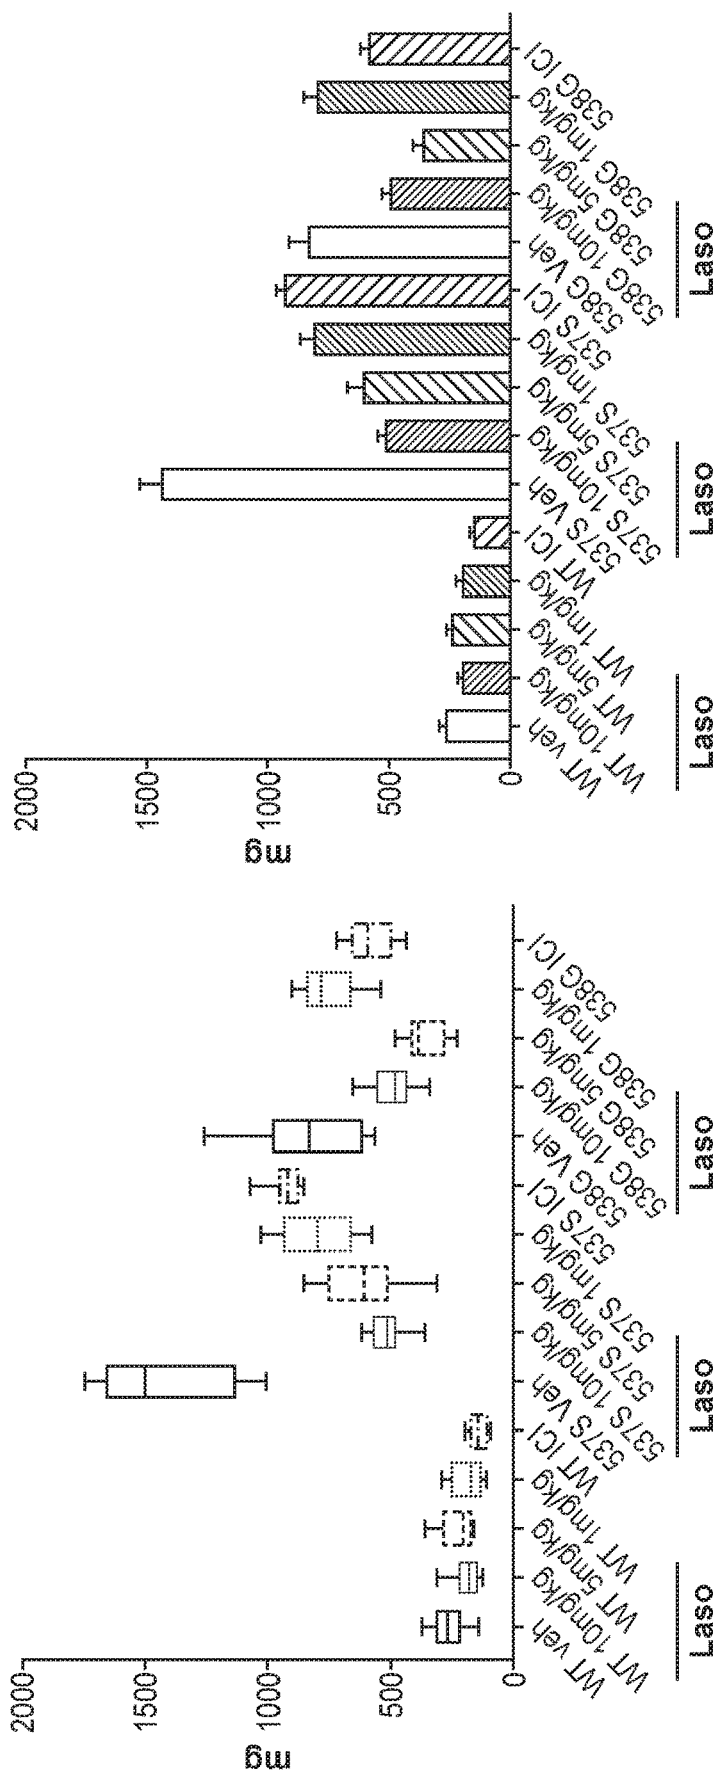 mg
2000
1500
1000
500
0
WT veh
WT 10mg/kg
WT 5mg/kg
WT 1mg/kg
WT ICI
537S Veh
537S 10mg/kg
537S 5mg/kg
537S 1mg/kg
537S ICI
538G Veh
538G 10mg/kg
538G 5mg/kg
538G 1mg/kg
538G ICI
Laso
Laso
Laso
mg
2000
1500
1000
500
0
WT veh
WT 10mg/kg
WT 5mg/kg
WT 1mg/kg
WT ICI
537S Veh
537S 10mg/kg
537S 5mg/kg
537S 1mg/kg
537S ICI
538G Veh
538G 10mg/kg
538G 5mg/kg
538G 1mg/kg
538G ICI
Laso
Laso
Laso